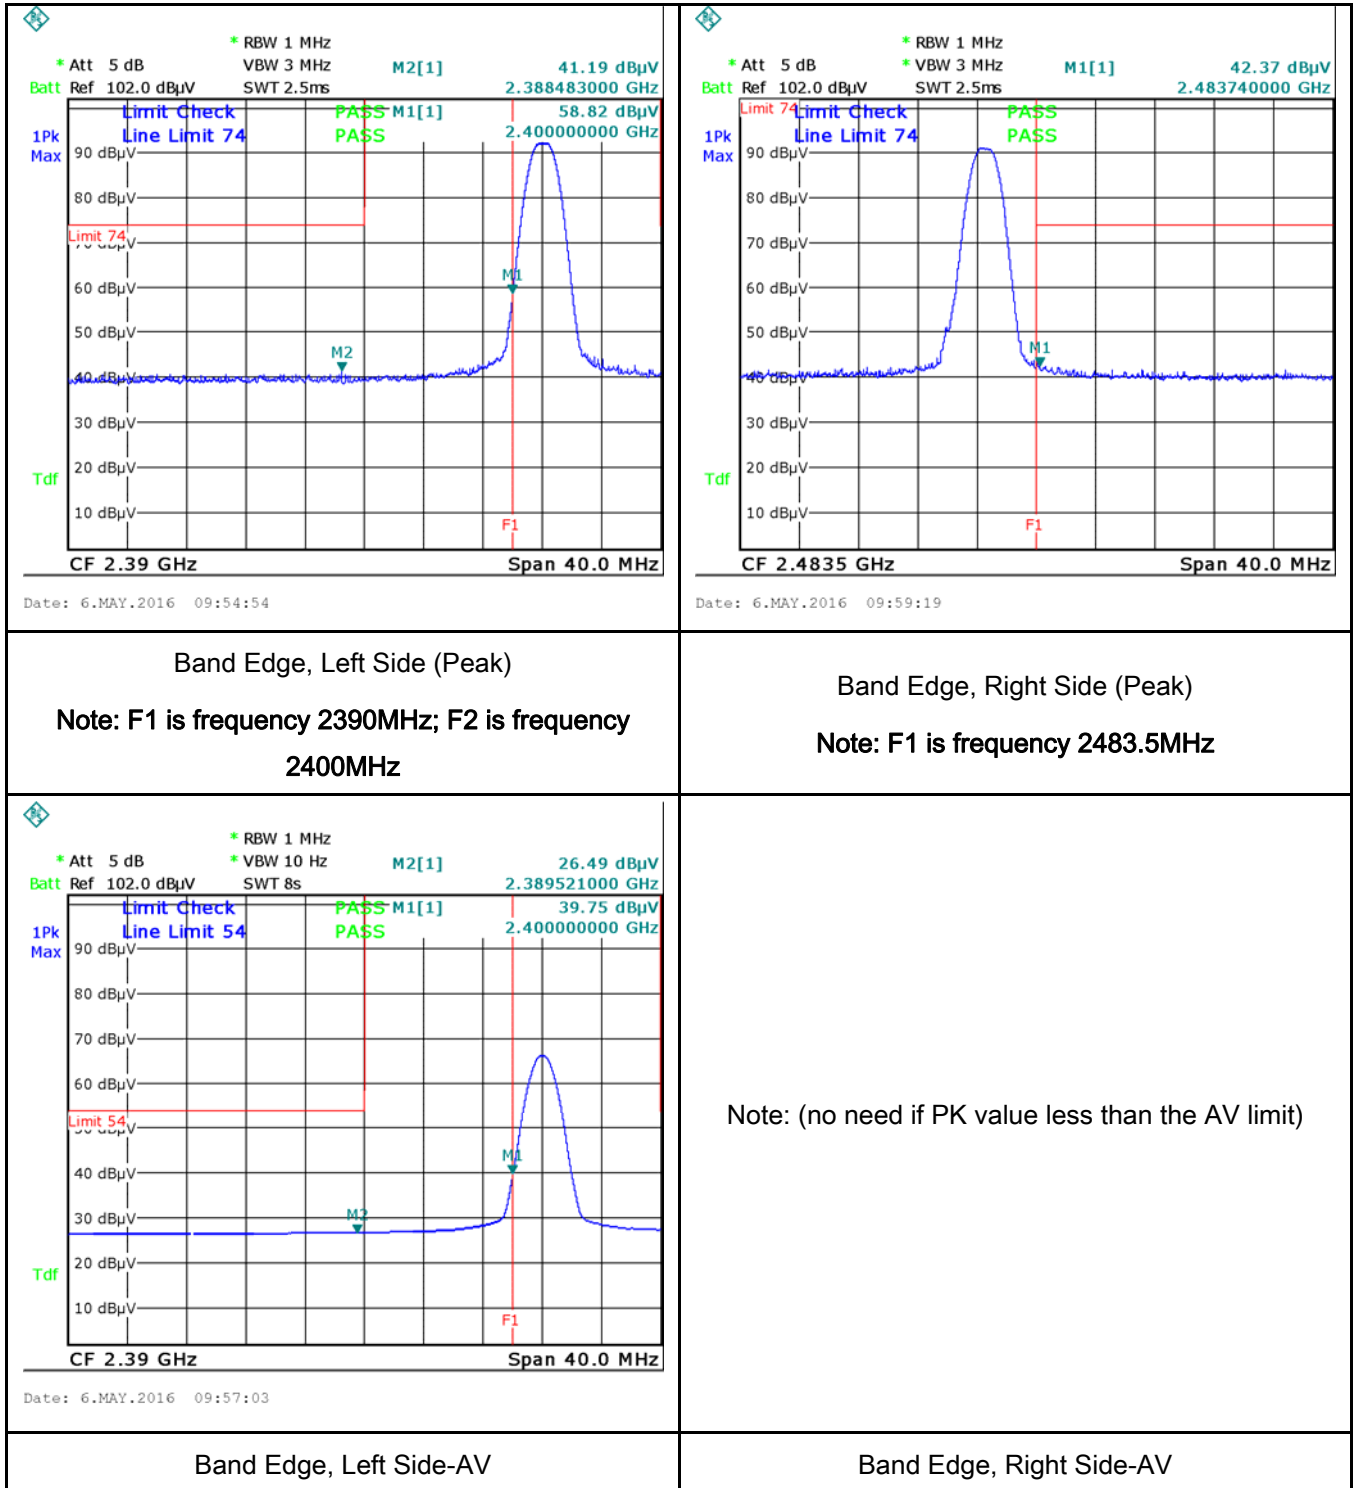 * RBW 1 MHz
* Att 5 dB VBW 3 MHz M2[1] 41.19 dBµV
Batt Ref 102.0 dBµV SWT 2.5ms 2.388483000 GHz
Limit Check PASS M1[1] 58.82 dBµV
1Pk Line Limit 74 PASS 2.400000000 GHz
Max 90 dBµV
80 dBµV
Limit 74
70 dBµV
M1
60 dBµV
50 dBµV
M2
40 dBµV
30 dBµV
Tdf 20 dBµV
10 dBµV
F1
CF 2.39 GHz Span 40.0 MHz
Date: 6.MAY.2016 09:54:54
* RBW 1 MHz
* Att 5 dB * VBW 3 MHz M1[1] 42.37 dBµV
Batt Ref 102.0 dBµV SWT 2.5ms 2.483740000 GHz
Limit 74 Limit Check PASS
1Pk Line Limit 74 PASS
Max 90 dBµV
80 dBµV
70 dBµV
60 dBµV
50 dBµV
M1
40 dBµV
30 dBµV
Tdf 20 dBµV
10 dBµV
F1
CF 2.4835 GHz Span 40.0 MHz
Date: 6.MAY.2016 09:59:19
Band Edge, Left Side (Peak)
Note: F1 is frequency 2390MHz; F2 is frequency
2400MHz
Band Edge, Right Side (Peak)
Note: F1 is frequency 2483.5MHz
* RBW 1 MHz
* Att 5 dB * VBW 10 Hz M2[1] 26.49 dBµV
Batt Ref 102.0 dBµV SWT 8s 2.389521000 GHz
Limit Check PASS M1[1] 39.75 dBµV
1Pk Line Limit 54 PASS 2.400000000 GHz
Max 90 dBµV
80 dBµV
70 dBµV
60 dBµV
Limit 54
50 dBµV
M1
40 dBµV
30 dBµV M2
Tdf 20 dBµV
10 dBµV
F1
CF 2.39 GHz Span 40.0 MHz
Date: 6.MAY.2016 09:57:03
Note: (no need if PK value less than the AV limit)
Band Edge, Left Side-AV
Band Edge, Right Side-AV